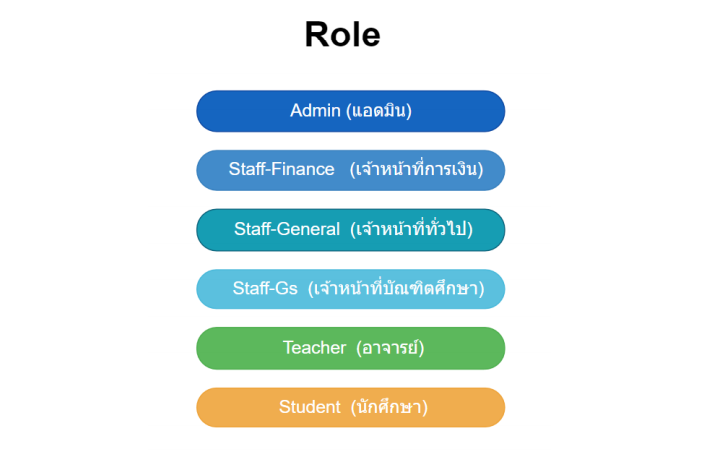 Role
Admin (แอดมิน)
Staff-Finance (เจ้าหน้าที่การเงิน)
Staff-General (เจ้าหน้าที่ทั่วไป)
Staff-Gs (เจ้าหน้าที่บัณฑิตศึกษา)
Teacher (อาจารย์)
Student (นักศึกษา)